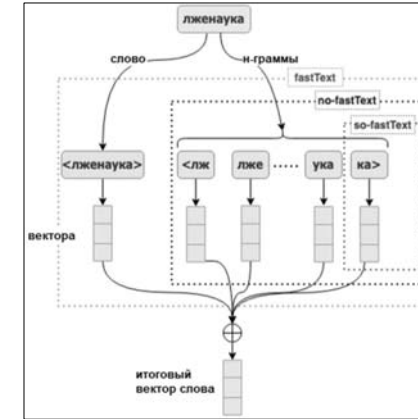 лженаука
слово
н-граммы
fastText
no-fastText
so-fastText
<лженаука>
<лж
лже
.....
ука
ка>
вектора
итоговый
вектор слова